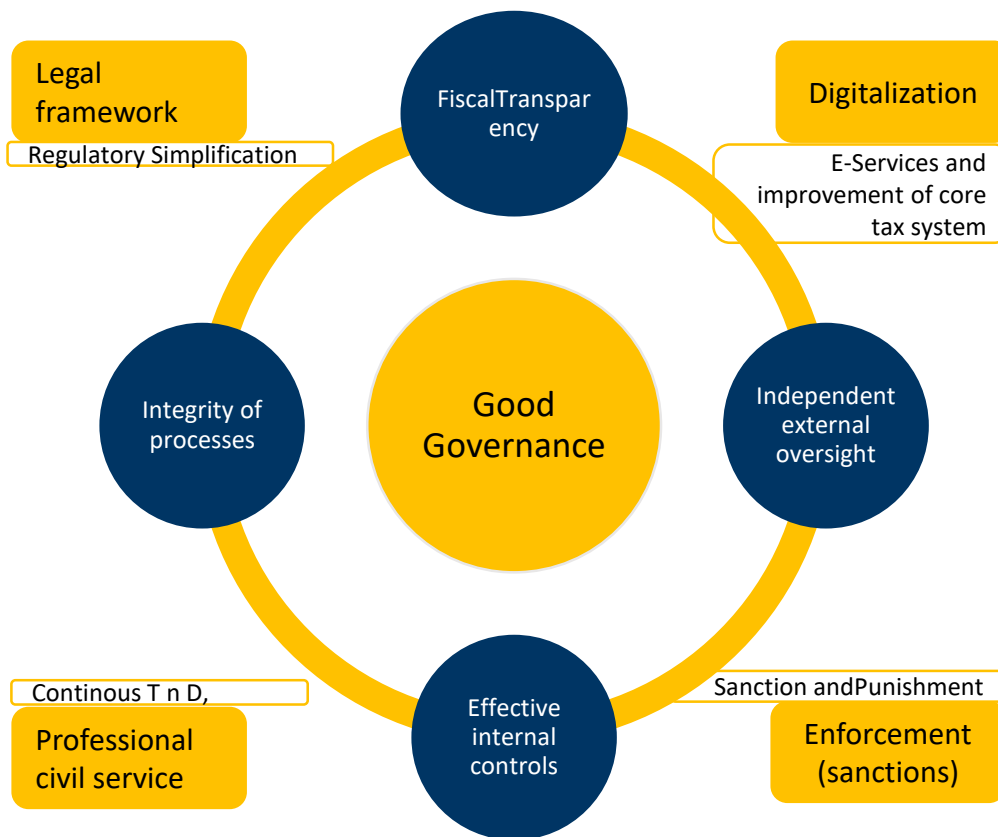 Legal
framework
Regulatory Simplification
FiscalTranspar
ency
Digitalization
E-Services and
improvement of core
tax system
Integrity of
processes
Good
Governance
Independent
external
oversight
Continous T n D,
Professional
civil service
Effective
internal
controls
Sanction andPunishment
Enforcement
(sanctions)